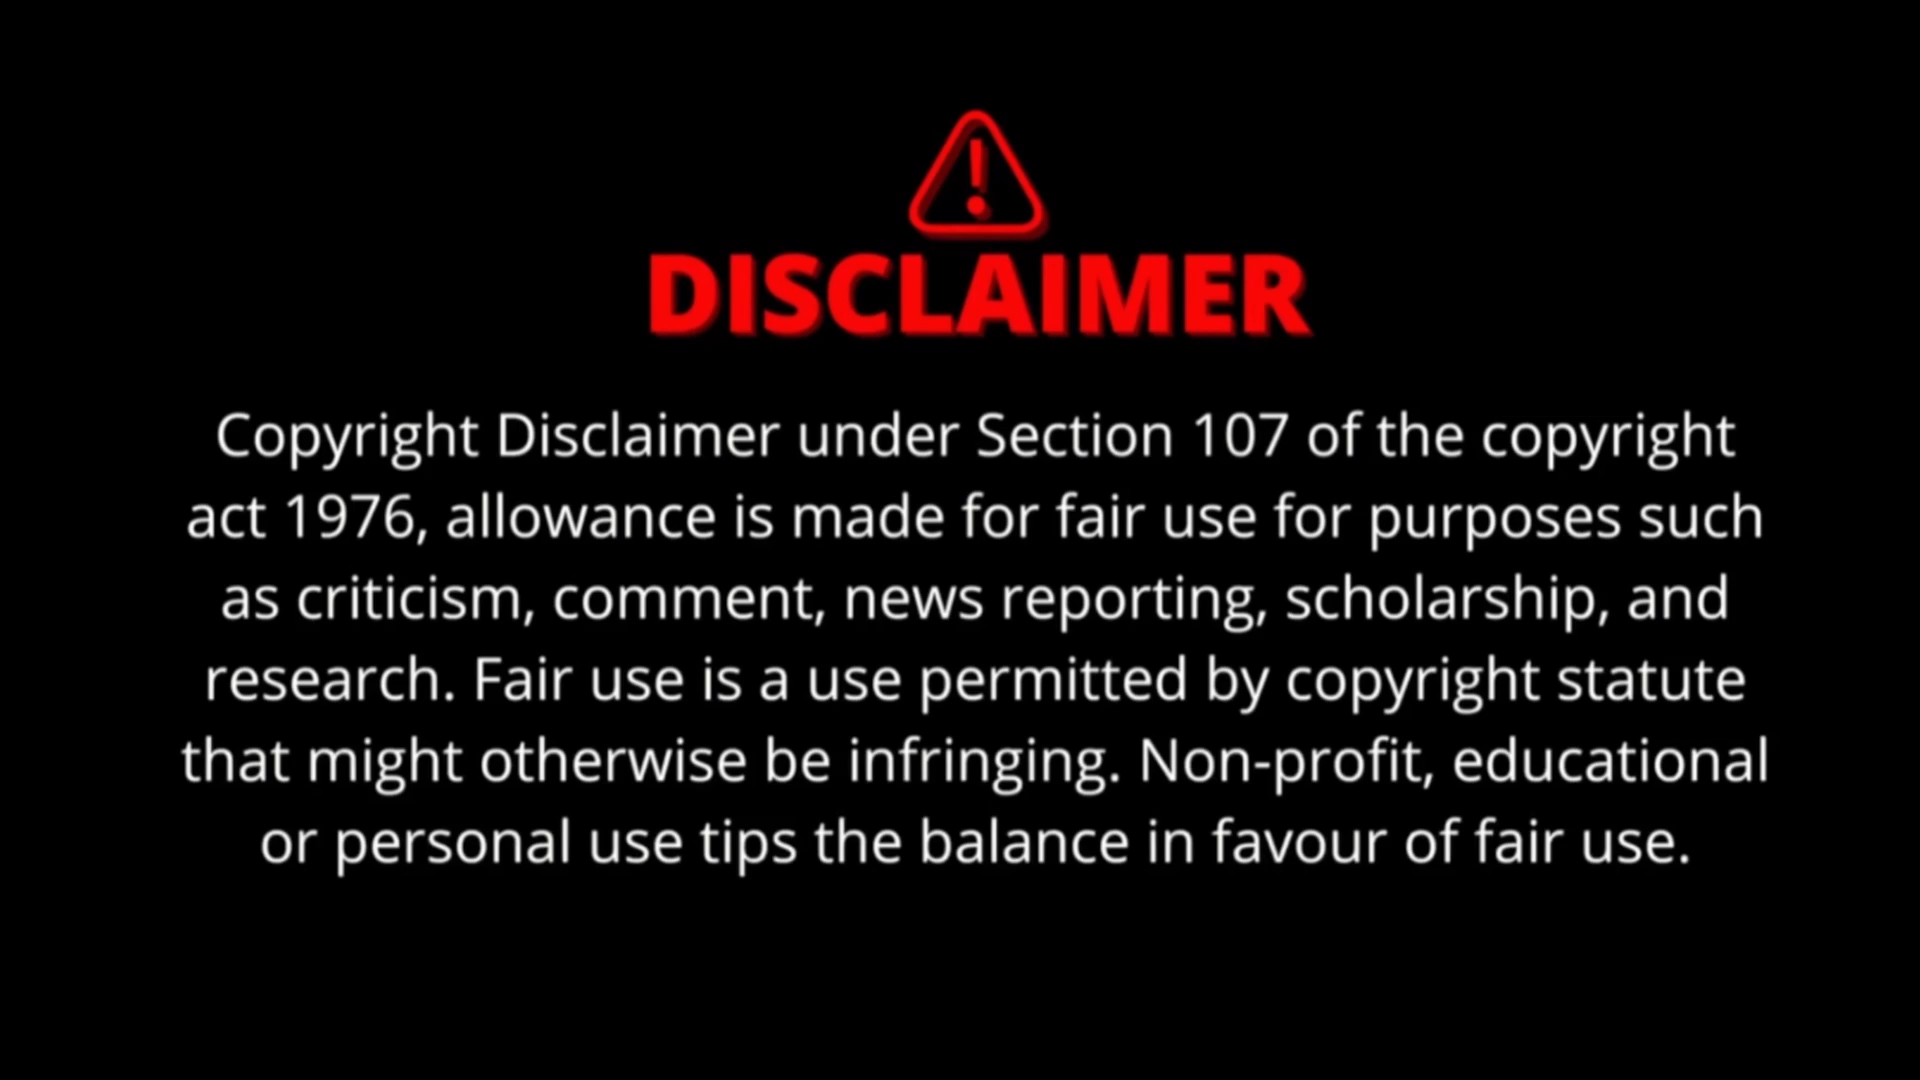 DISCLAIMER
Copyright Disclaimer under Section 107 of the copyright
act 1976, allowance is made for fair use for purposes such
as criticism, comment, news reporting, scholarship, and
research. Fair use is a use permitted by copyright statute
that might otherwise be infringing. Non-profit, educational
or personal use tips the balance in favour of fair use.